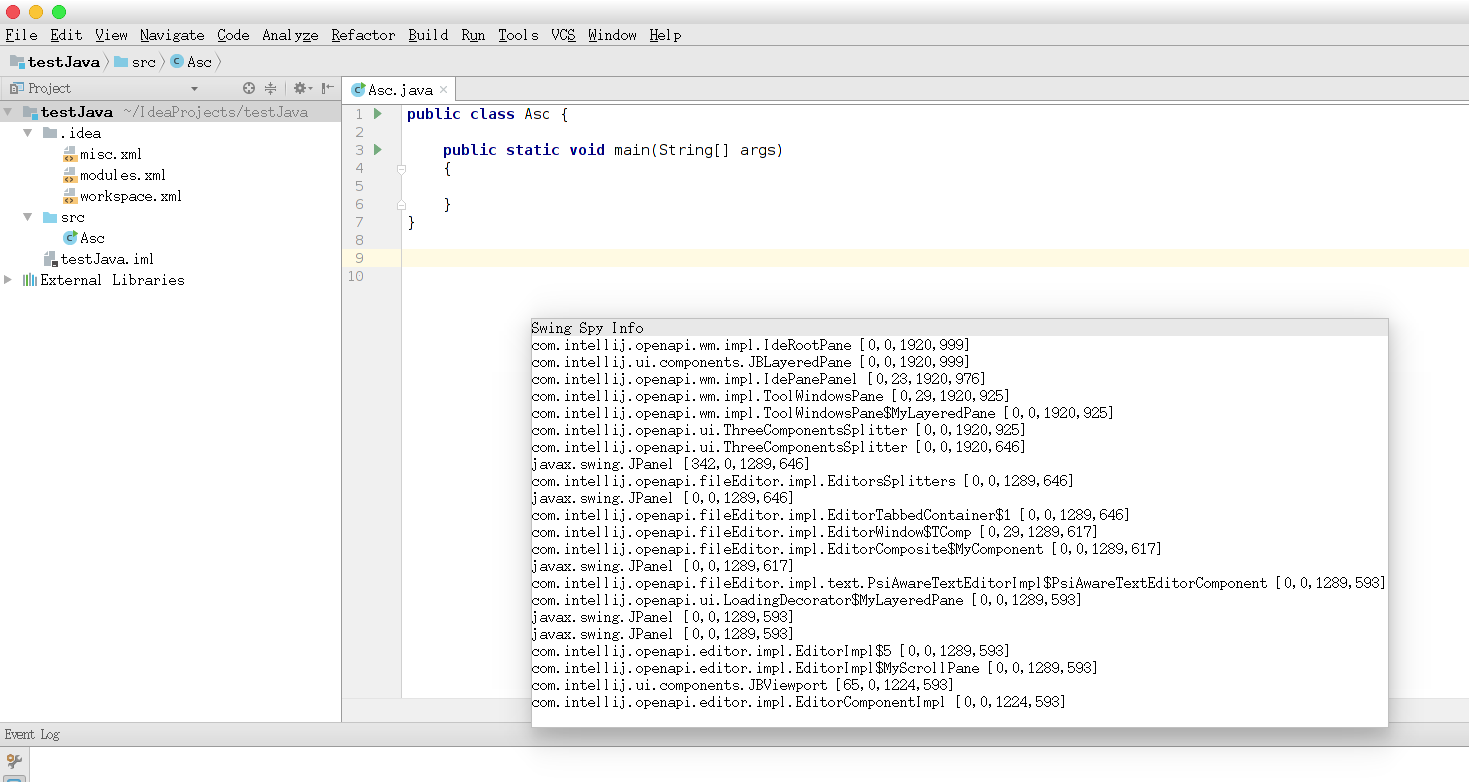 File Edit View Navigate Code Analyze Refactor Build Run Tools VCS Window Help
testJava src Asc
Project
Asc.java
testJava ~/IdeaProjects/testJava
.idea
misc.xml
modules.xml
workspace.xml
src
Asc
testJava.iml
External Libraries
1 public class Asc {
2
3 public static void main(String[] args)
4 {
5
6 }
7 }
8
9
10
Swing Spy Info
com.intellij.openapi.wm.impl.IdeRootPane [0,0,1920,999]
com.intellij.ui.components.JBLayeredPane [0,0,1920,999]
com.intellij.openapi.wm.impl.IdePanePanel [0,23,1920,976]
com.intellij.openapi.wm.impl.ToolWindowsPane [0,29,1920,925]
com.intellij.openapi.wm.impl.ToolWindowsPane$MyLayeredPane [0,0,1920,925]
com.intellij.openapi.ui.ThreeComponentsSplitter [0,0,1920,925]
com.intellij.openapi.ui.ThreeComponentsSplitter [0,0,1920,646]
javax.swing.JPanel [342,0,1289,646]
com.intellij.openapi.fileEditor.impl.EditorsSplitters [0,0,1289,646]
javax.swing.JPanel [0,0,1289,646]
com.intellij.openapi.fileEditor.impl.EditorTabbedContainer$1 [0,0,1289,646]
com.intellij.openapi.fileEditor.impl.EditorWindow$TComp [0,29,1289,617]
com.intellij.openapi.fileEditor.impl.EditorComposite$MyComponent [0,0,1289,617]
javax.swing.JPanel [0,0,1289,617]
com.intellij.openapi.fileEditor.impl.text.PsiAwareTextEditorImpl$PsiAwareTextEditorComponent [0,0,1289,593]
com.intellij.openapi.ui.LoadingDecorator$MyLayeredPane [0,0,1289,593]
javax.swing.JPanel [0,0,1289,593]
javax.swing.JPanel [0,0,1289,593]
com.intellij.openapi.editor.impl.EditorImpl$5 [0,0,1289,593]
com.intellij.openapi.editor.impl.EditorImpl$MyScrollPane [0,0,1289,593]
com.intellij.ui.components.JBViewport [65,0,1224,593]
com.intellij.openapi.editor.impl.EditorComponentImpl [0,0,1224,593]
Event Log